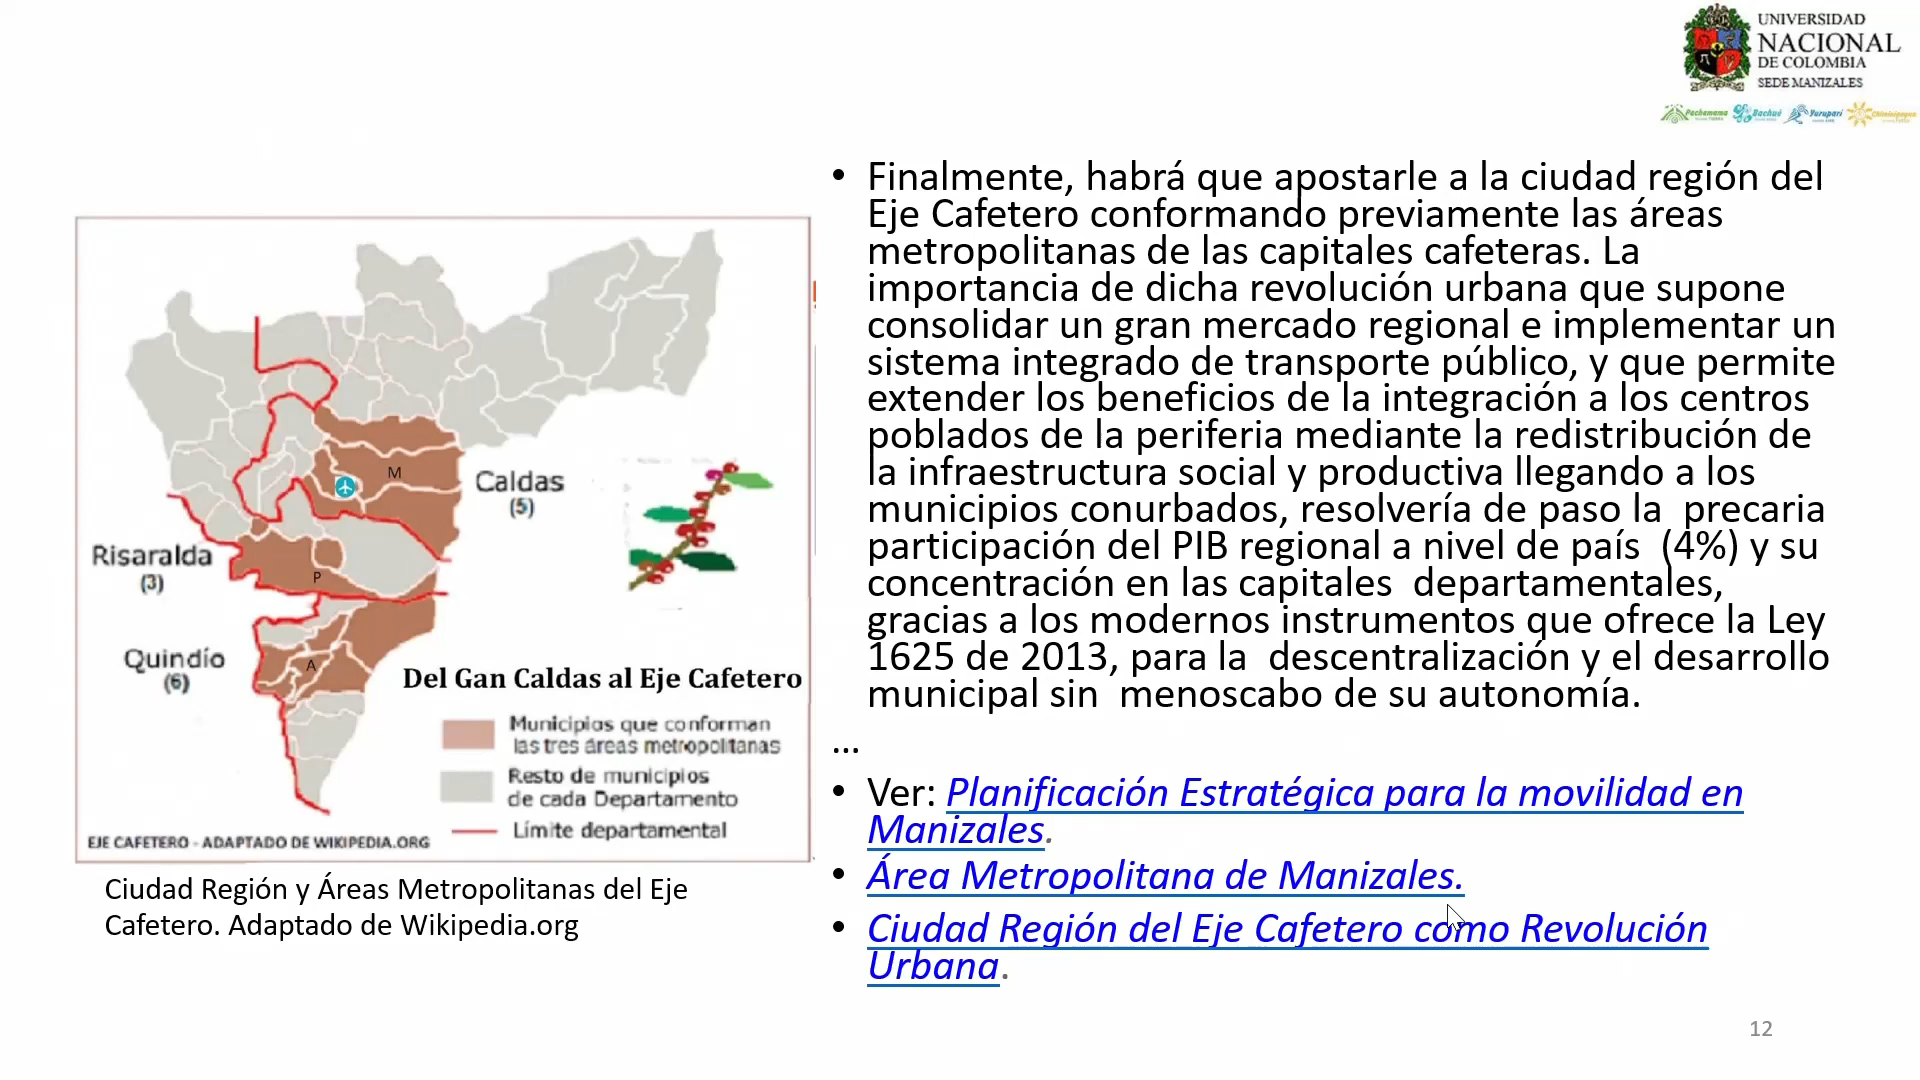 UNIVERSIDAD
NACIONAL
DE COLOMBIA
SEDE MANIZALES
Pachamama Bachué Yurupari Chiminigagua
• Finalmente, habrá que apostarle a la ciudad región del
Eje Cafetero conformando previamente las áreas
metropolitanas de las capitales cafeteras. La
importancia de dicha revolución urbana que supone
consolidar un gran mercado regional e implementar un
sistema integrado de transporte público, y que permite
extender los beneficios de la integración a los centros
poblados de la periferia mediante la redistribución de
la infraestructura social y productiva llegando a los
municipios conurbados, resolvería de paso la precaria
participación del PIB regional a nivel de país (4%) y su
concentración en las capitales departamentales,
gracias a los modernos instrumentos que ofrece la Ley
1625 de 2013, para la descentralización y el desarrollo
municipal sin menoscabo de su autonomía.
...
• Ver: Planificación Estratégica para la movilidad en
Manizales.
• Área Metropolitana de Manizales.
• Ciudad Región del Eje Cafetero como Revolución
Urbana.
M
Caldas
(5)
Risaralda
(3)
P
Quindío
(6)
A
Del Gan Caldas al Eje Cafetero
Municipios que conforman
las tres áreas metropolitanas
Resto de municipios
de cada Departamento
Límite departamental
EJE CAFETERO - ADAPTADO DE WIKIPEDIA.ORG
Ciudad Región y Áreas Metropolitanas del Eje
Cafetero. Adaptado de Wikipedia.org
12